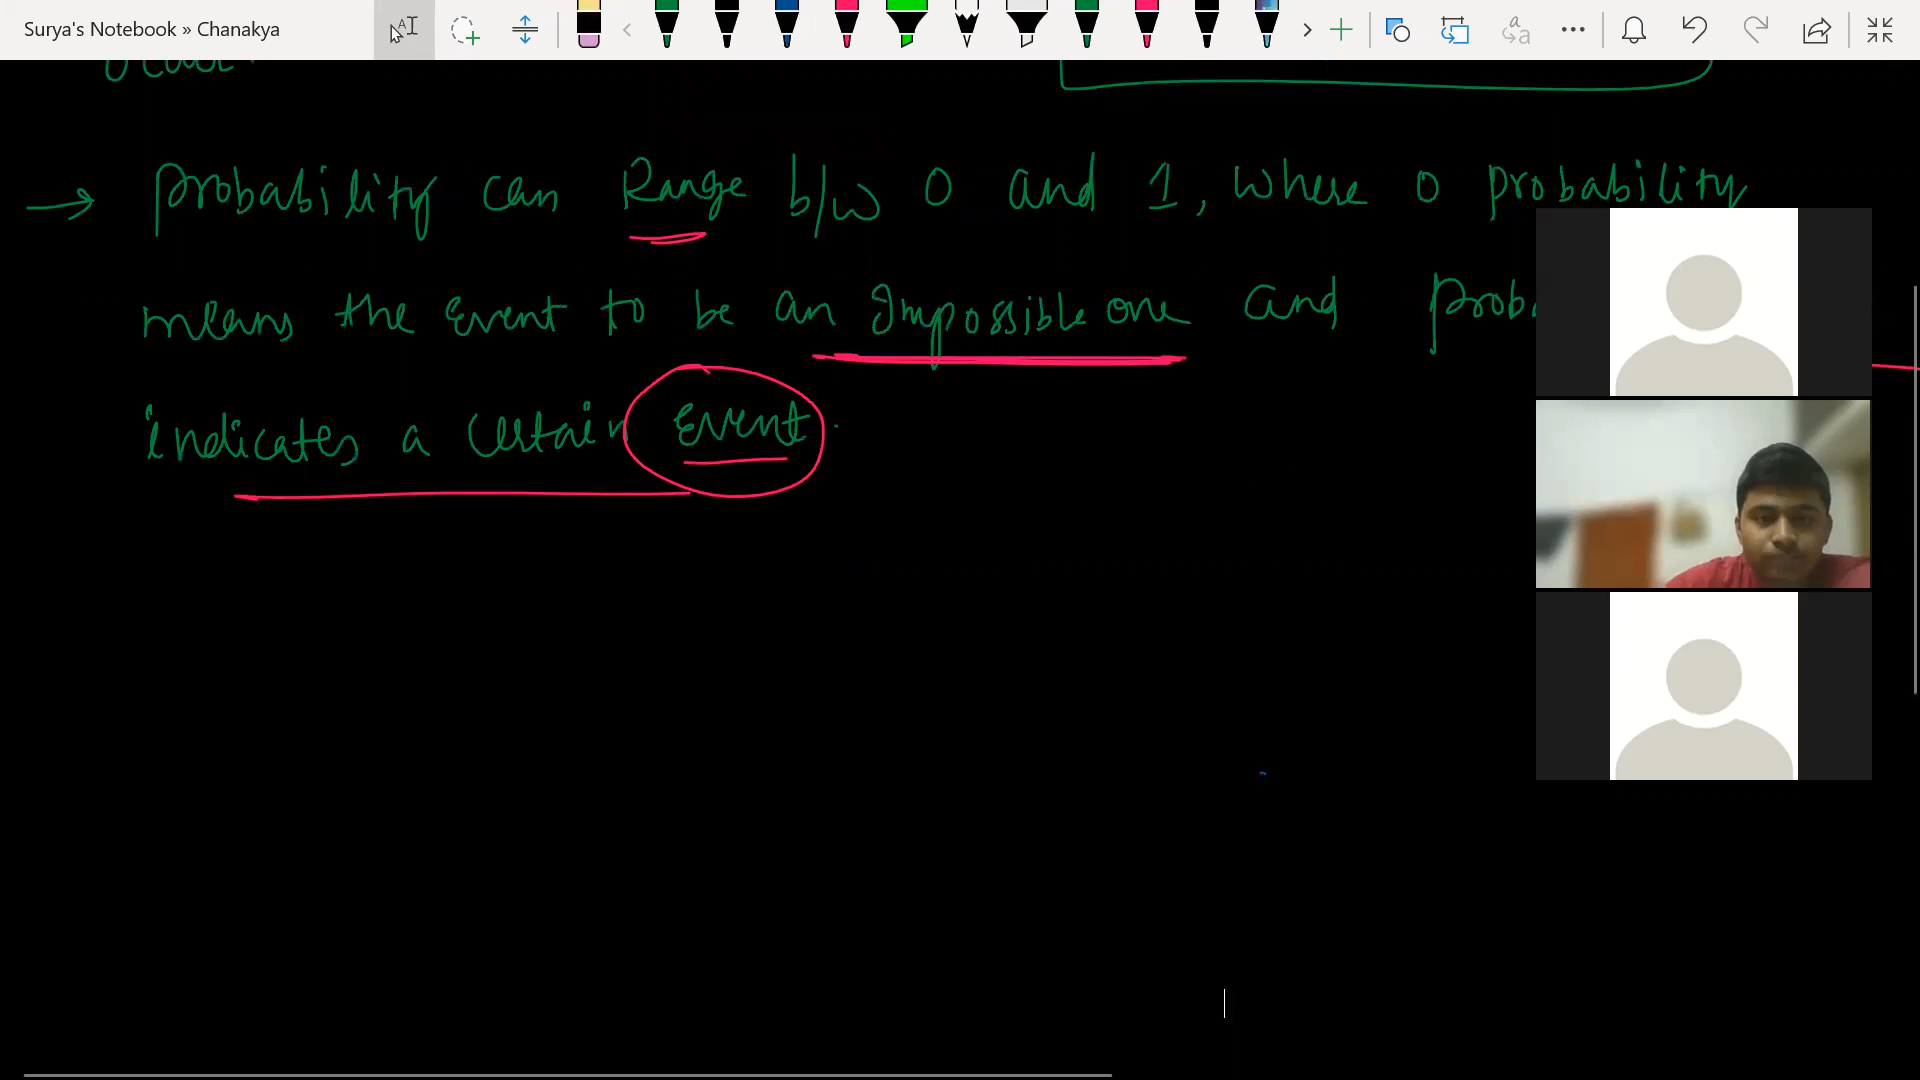 Surya's Notebook » Chanakya
→ probability can Range b/w 0 and 1, where 0 probability
means the Event to be an Impossible one and
indicates a certain Event.